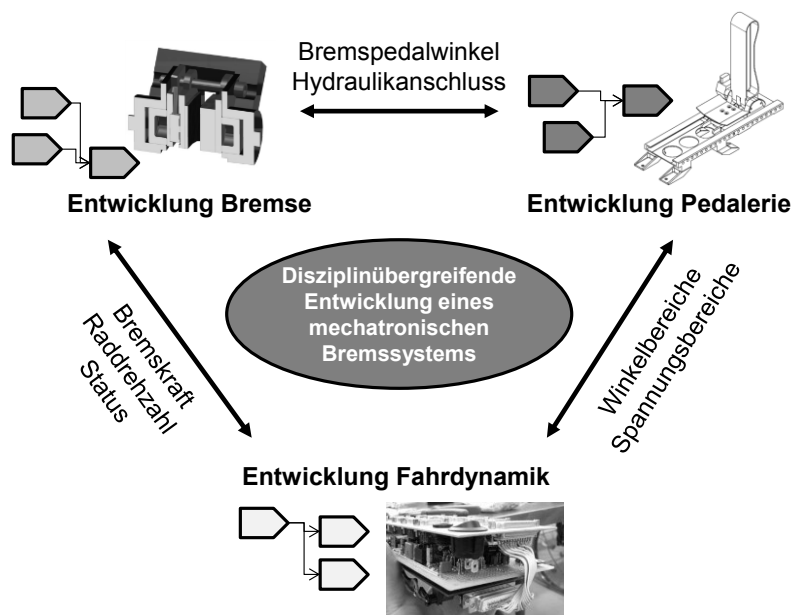 Bremspedalwinkel
Hydraulikanschluss
Entwicklung Bremse
Entwicklung Pedalerie
Disziplinübergreifende
Entwicklung eines
mechatronischen
Bremssystems
Bremskraft
Raddrehzahl
Status
Winkelbereiche
Spannungsbereiche
Entwicklung Fahrdynamik